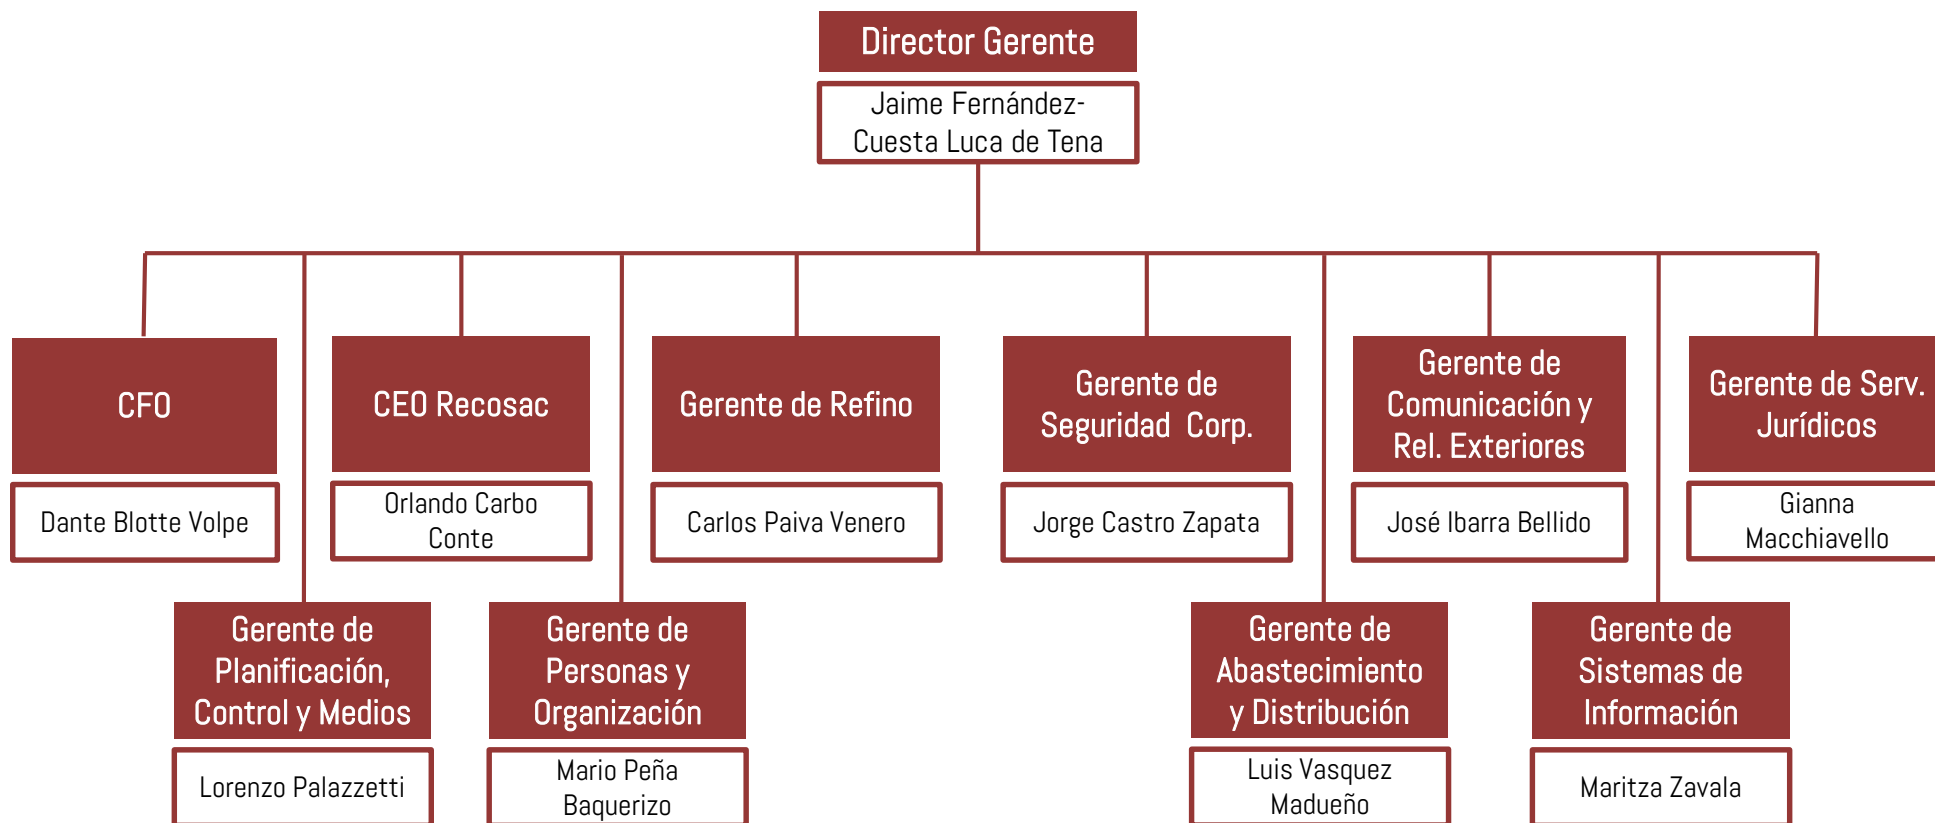 Director Gerente
Jaime Fernández-
Cuesta Luca de Tena
CFO
Dante Blotte Volpe
CEO Recosac
Orlando Carbo
Conte
Gerente de Refino
Carlos Paiva Venero
Gerente de
Seguridad  Corp.
Jorge Castro Zapata
Gerente de
Comunicación y
Rel. Exteriores
José Ibarra Bellido
Gerente de Serv.
Jurídicos
Gianna
Macchiavello
Gerente de
Planificación,
Control y Medios
Lorenzo Palazzetti
Gerente de
Personas y
Organización
Mario Peña
Baquerizo
Gerente de
Abastecimiento
y Distribución
Luis Vasquez
Madueño
Gerente de
Sistemas de
Información
Maritza Zavala